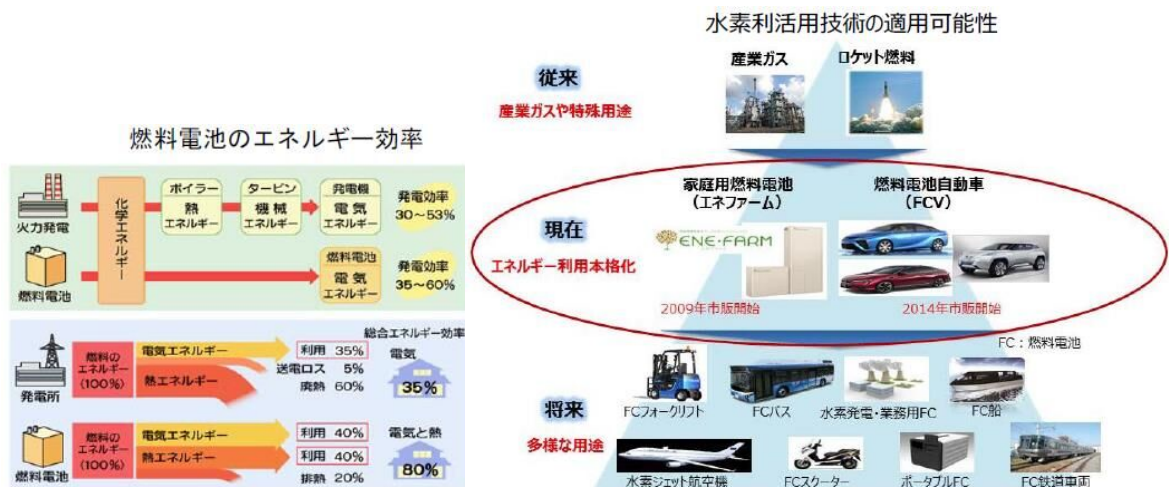 燃料電池のエネルギー効率
火力発電
化学エネルギー
ボイラー
熱
エネルギー
タービン
機械
エネルギー
発電機
電気
エネルギー
発電効率
30～53%
燃料電池
燃料電池
電気
エネルギー
発電効率
35～60%
総合エネルギー効率
発電所
燃料の
エネルギー
(100%)
電気エネルギー
熱エネルギー
利用 35%
送電ロス 5%
廃熱 60%
電気
35%
燃料電池
燃料の
エネルギー
(100%)
電気エネルギー
熱エネルギー
利用 40%
利用 40%
排熱 20%
電気と熱
80%
水素利活用技術の適用可能性
従来
産業ガスや特殊用途
産業ガス
ロケット燃料
現在
エネルギー利用本格化
家庭用燃料電池
（エネファーム）
ENE・FARM
2009年市販開始
燃料電池自動車
（FCV）
2014年市販開始
FC：燃料電池
将来
多様な用途
FCフォークリフト
FCバス
水素発電・業務用FC
FC船
水素ジェット航空機
FCスクーター
ポータブルFC
FC鉄道車両